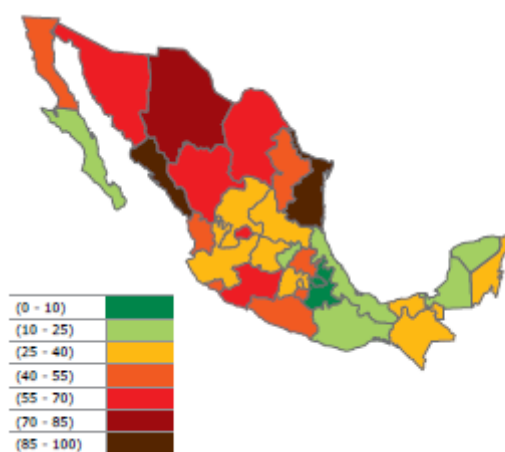 (0 - 10)
(10 - 25)
(25 - 40)
(40 - 55)
(55 - 70)
(70 - 85)
(85 - 100)